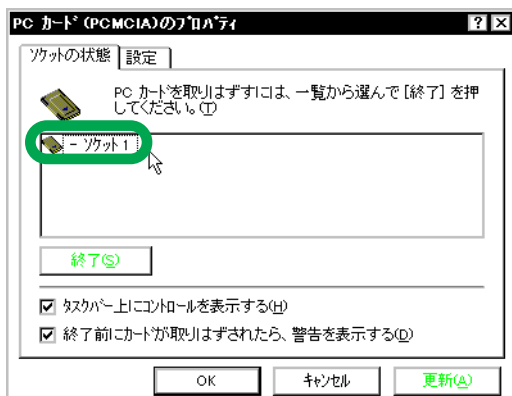 PC ｶｰﾄﾞ (PCMCIA)のﾌﾟﾛﾊﾟﾃｨ
ｿｹｯﾄの状態 設定
PC ｶｰﾄﾞを取りはずすには、一覧から選んで [終了] を押
してください。(T)
- ｿｹｯﾄ 1
終了(S)
ﾀｽｸﾊﾞｰ上にｺﾝﾄﾛｰﾙを表示する(H)
終了前にｶｰﾄﾞが取りはずされたら、警告を表示する(D)
OK ｷｬﾝｾﾙ 更新(A)